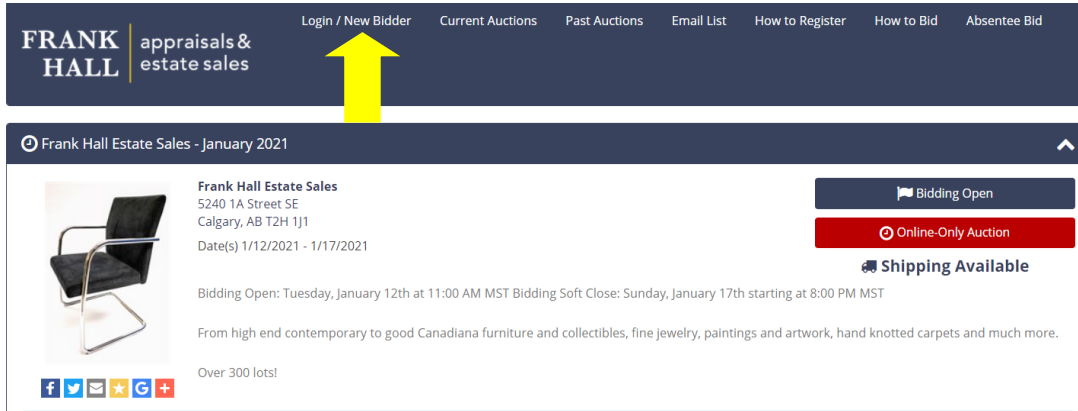 Login / New Bidder Current Auctions Past Auctions Email List How to Register How to Bid Absentee Bid
FRANK HALL
appraisals & estate sales
Frank Hall Estate Sales - January 2021
Frank Hall Estate Sales
5240 1A Street SE
Calgary, AB T2H 1J1
Date(s) 1/12/2021 - 1/17/2021
Bidding Open
Online-Only Auction
Shipping Available
Bidding Open: Tuesday, January 12th at 11:00 AM MST Bidding Soft Close: Sunday, January 17th starting at 8:00 PM MST
From high end contemporary to good Canadiana furniture and collectibles, fine jewelry, paintings and artwork, hand knotted carpets and much more.
Over 300 lots!